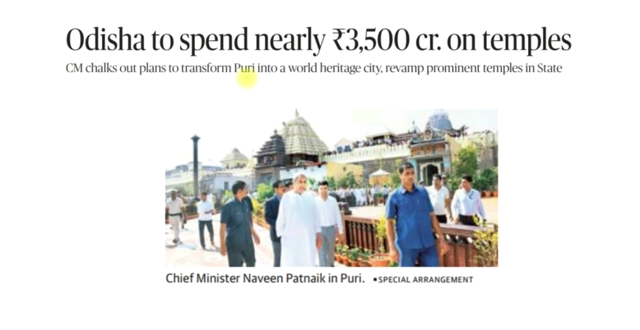 Odisha to spend nearly ₹3,500 cr. on temples
CM chalks out plans to transform Puri into a world heritage city, revamp prominent temples in State
Chief Minister Naveen Patnaik in Puri. ▪SPECIAL ARRANGEMENT